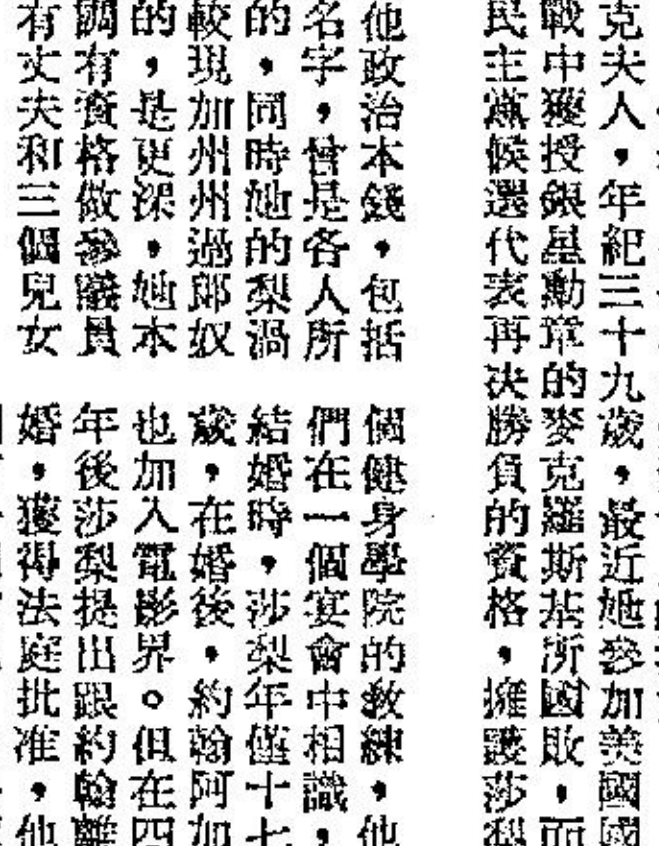 克夫人，年紀三十九歲，最近她參加美國國
戰中獲授銀星勳章的麥克羅斯基所國敗，而
民主黨候選代表再決勝負的資格，擁護莎梨
他政治本錢，包括
名字，曾是各人所
的，同時她的梨渦
較現加州州過郎奴
的，是更深，她本
有資格做參議員
有丈夫和三個兒女
個健身學院的教練，他
們在一個宴會中相識，
結婚時，莎梨年僅十七
歲，在婚後，約翰阿加
也加入電影界。但在四
年後莎梨提出跟約翰離
婚，獲得法庭批准，他